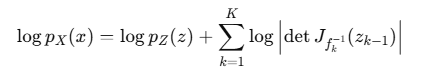 log p_X(x) = log p_Z(z) + \sum_{k=1}^{K} log |det J_{f_k^{-1}}(z_{k-1})|